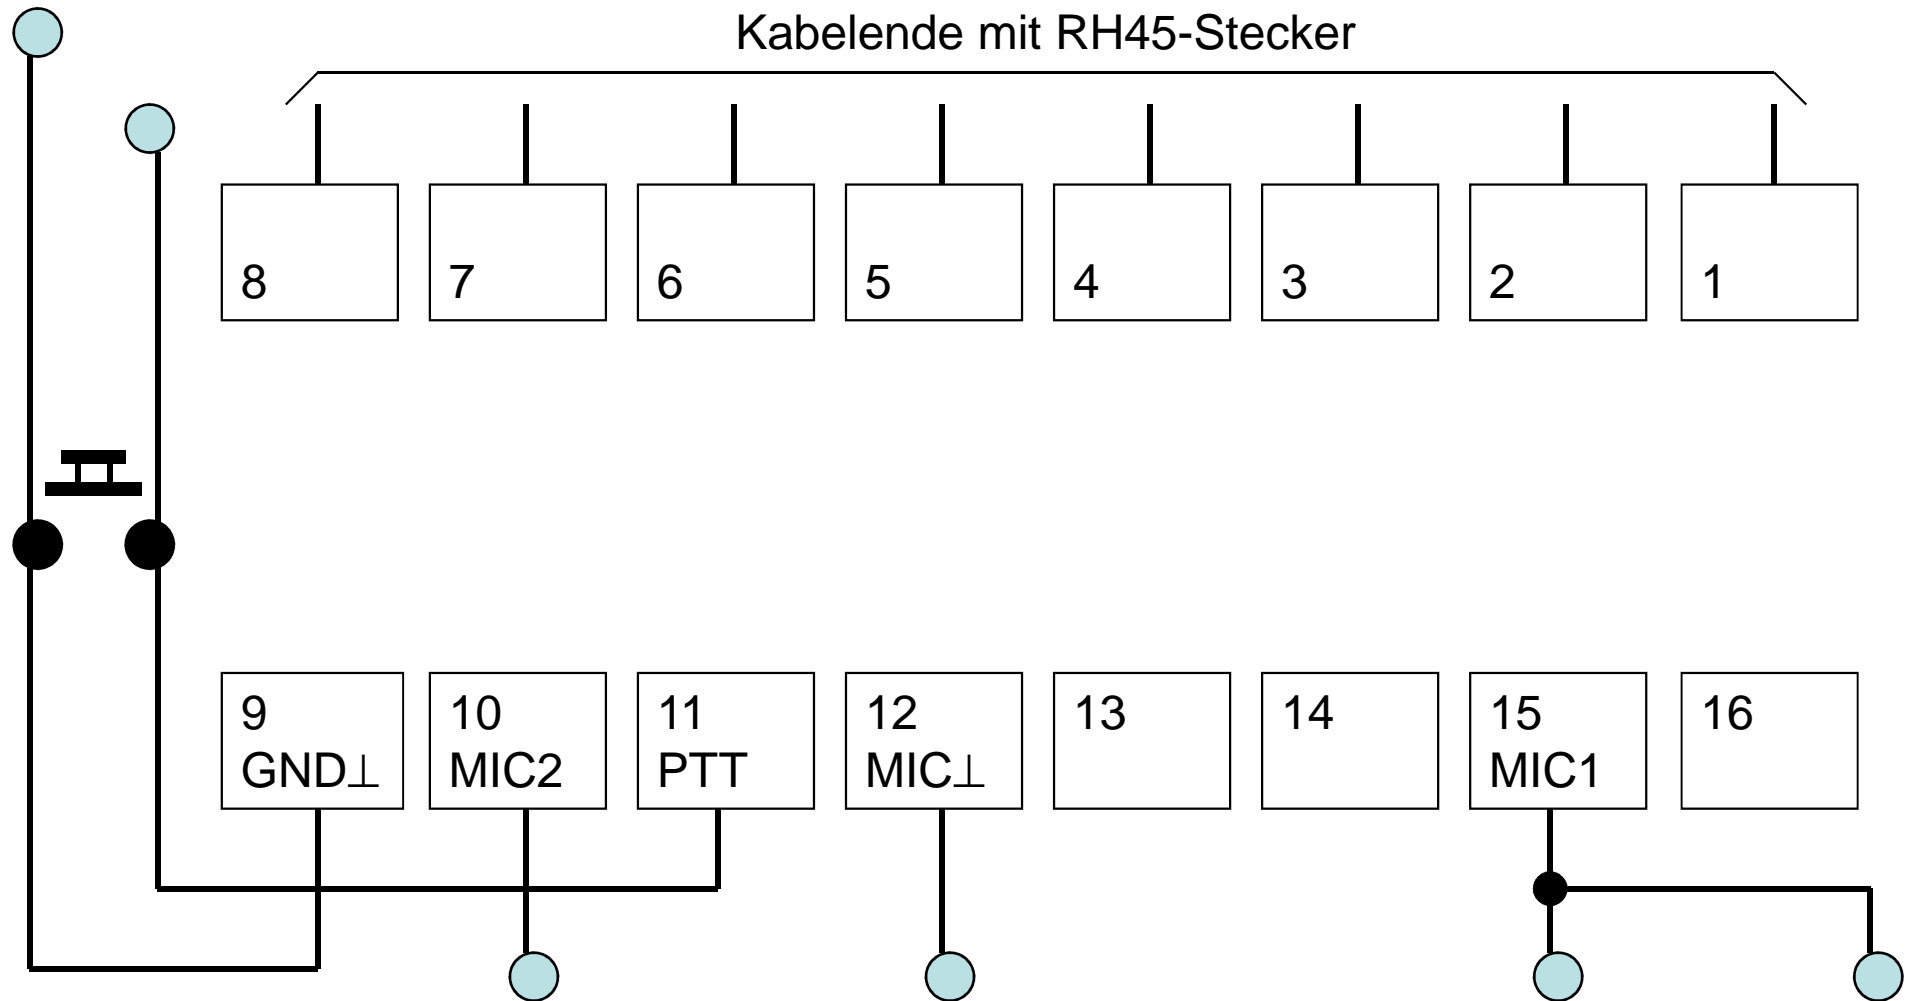 Kabelende mit RH45-Stecker
8 7 6 5 4 3 2 1
9 10 11 12 13 14 15 16
GND⊥ MIC2 PTT MIC⊥ MIC1